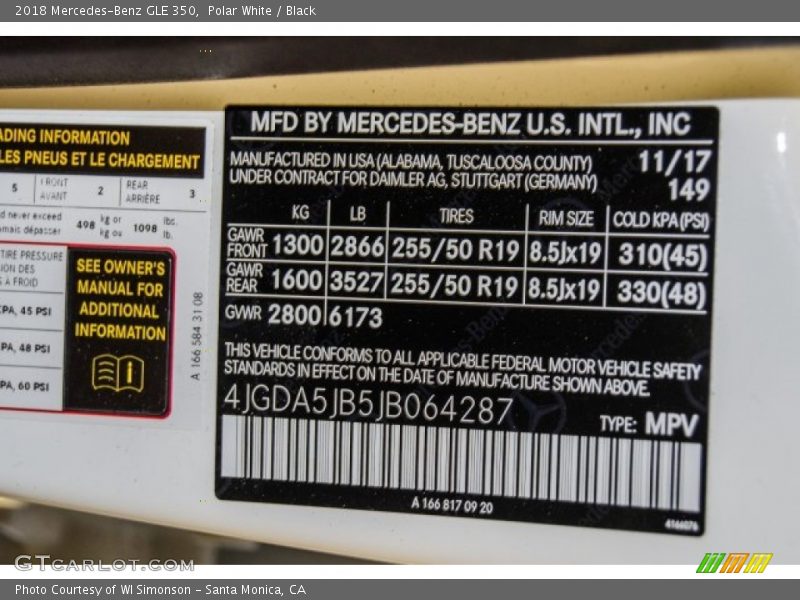 2018 Mercedes-Benz GLE 350,  Polar White / Black
ADING INFORMATION
LES PNEUS ET LE CHARGEMENT
5 FRONT AVANT 2 REAR ARRIÈRE 3
d never exceed
amais dépasser
498 kg or kg ou 1098 lbs. lb.
TIRE PRESSURE
ION DES
S À FROID
PA, 45 PSI
PA, 48 PSI
PA, 60 PSI
SEE OWNER'S
MANUAL FOR
ADDITIONAL
INFORMATION
A 166 584 31 08
MFD BY MERCEDES-BENZ U.S. INTL., INC
MANUFACTURED IN USA (ALABAMA, TUSCALOOSA COUNTY) 11/17
UNDER CONTRACT FOR DAIMLER AG, STUTTGART (GERMANY) 149
KG LB TIRES RIM SIZE COLD KPA (PSI)
GAWR FRONT 1300 2866 255/50 R19 8.5Jx19 310(45)
GAWR REAR 1600 3527 255/50 R19 8.5Jx19 330(48)
GWR 2800 6173
THIS VEHICLE CONFORMS TO ALL APPLICABLE FEDERAL MOTOR VEHICLE SAFETY
STANDARDS IN EFFECT ON THE DATE OF MANUFACTURE SHOWN ABOVE.
4JGDA5JB5JB064287
TYPE: MPV
A 166 817 09 20
4166076
GTCarLot.com
Photo Courtesy of WI Simonson – Santa Monica, CA